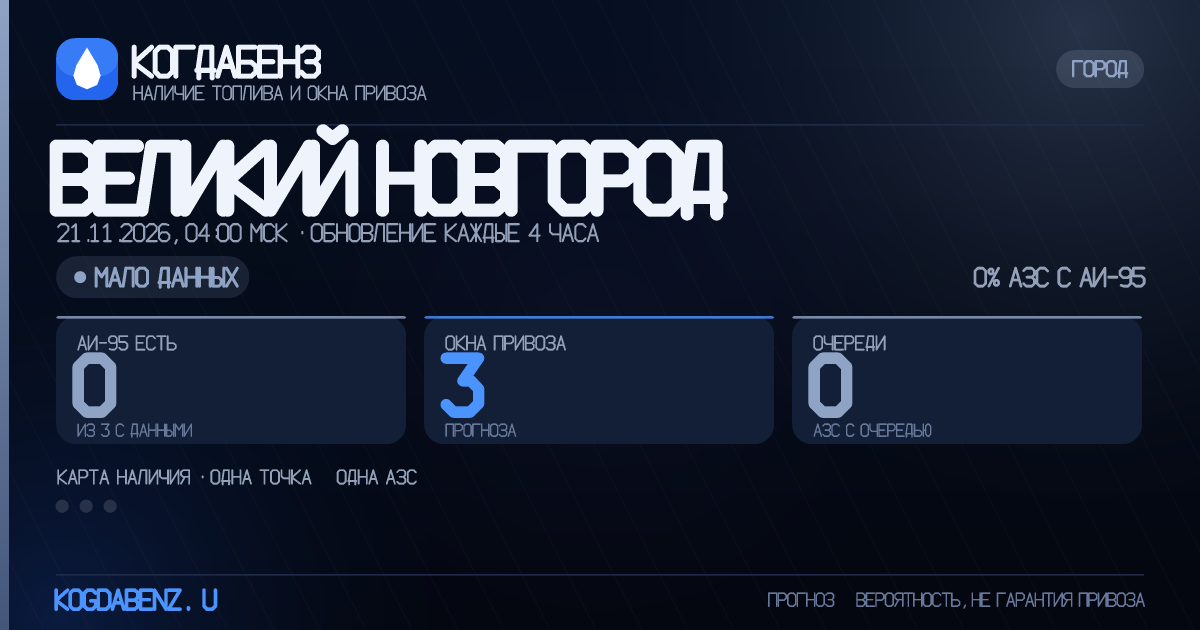 КОГДАБЕНЗ
НАЛИЧИЕ ТОПЛИВА И ОКНА ПРИВОЗА
ГОРОД
ВЕЛИКИЙ НОВГОРОД
21.11.2026, 04:00 МСК · ОБНОВЛЕНИЕ КАЖДЫЕ 4 ЧАСА
МАЛО ДАННЫХ
0% АЗС С АИ-95
АИ-95 ЕСТЬ
0
ИЗ 3 С ДАННЫМИ
ОКНА ПРИВОЗА
3
ПРОГНОЗА
ОЧЕРЕДИ
0
АЗС С ОЧЕРЕДЬЮ
КАРТА НАЛИЧИЯ · ОДНА ТОЧКА ОДНА АЗС
KOGDABENZ. U
ПРОГНОЗ ВЕРОЯТНОСТЬ, НЕ ГАРАНТИЯ ПРИВОЗА